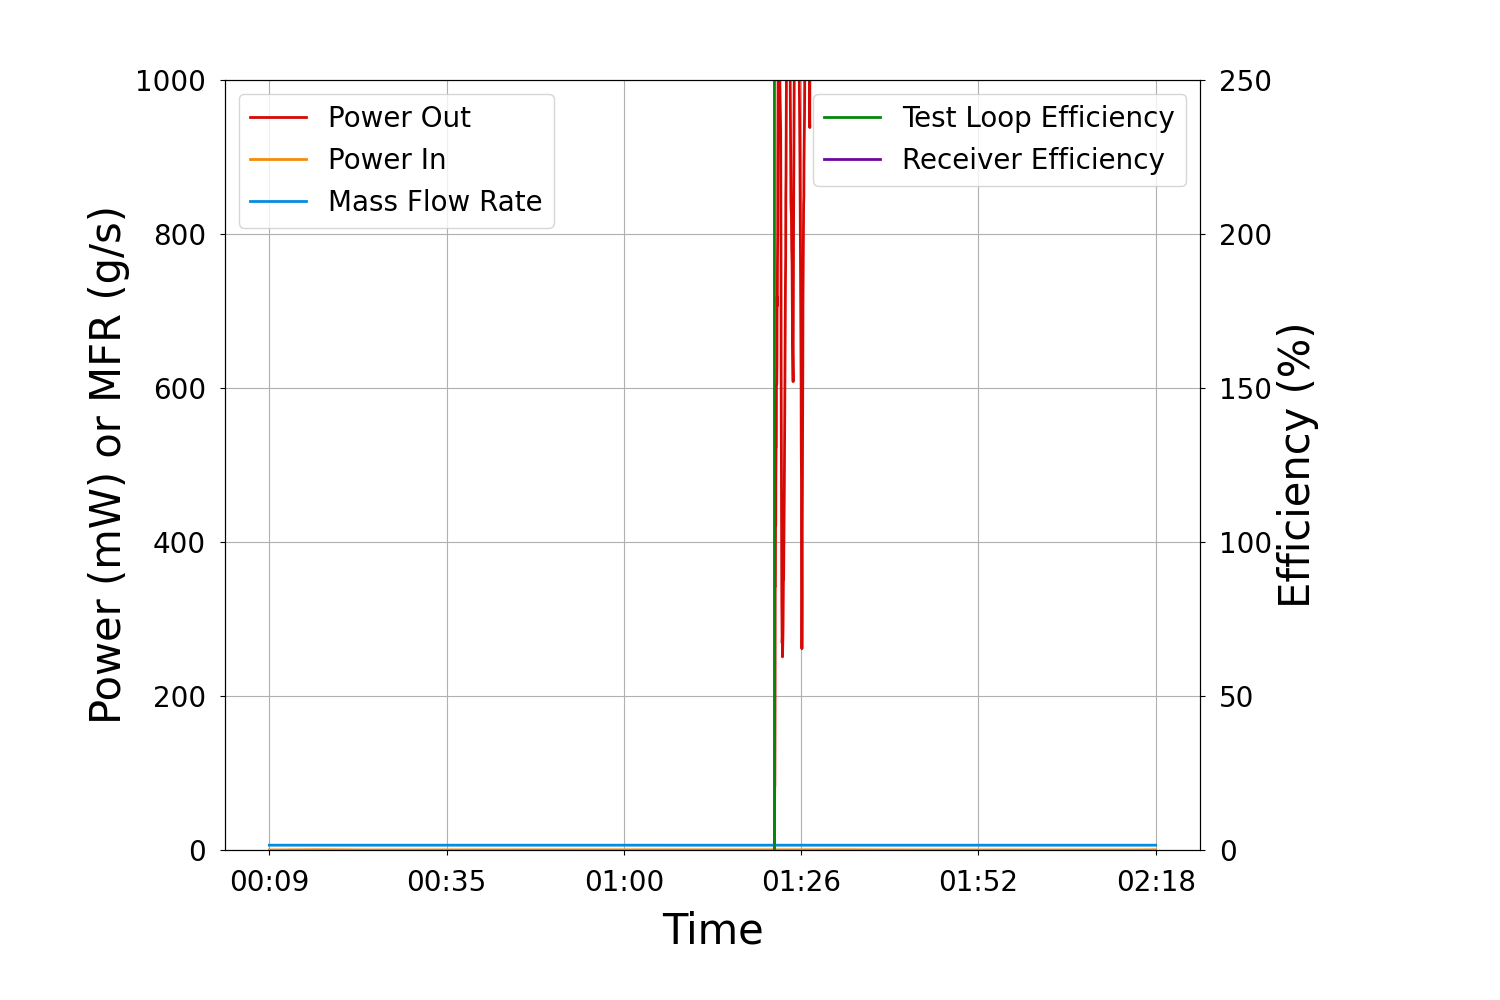 1000
800
600
400
200
0
Power (mW) or MFR (g/s)
Power Out
Power In
Mass Flow Rate
Test Loop Efficiency
Receiver Efficiency
250
200
150
100
50
0
Efficiency (%)
00:09 00:35 01:00 01:26 01:52 02:18
Time